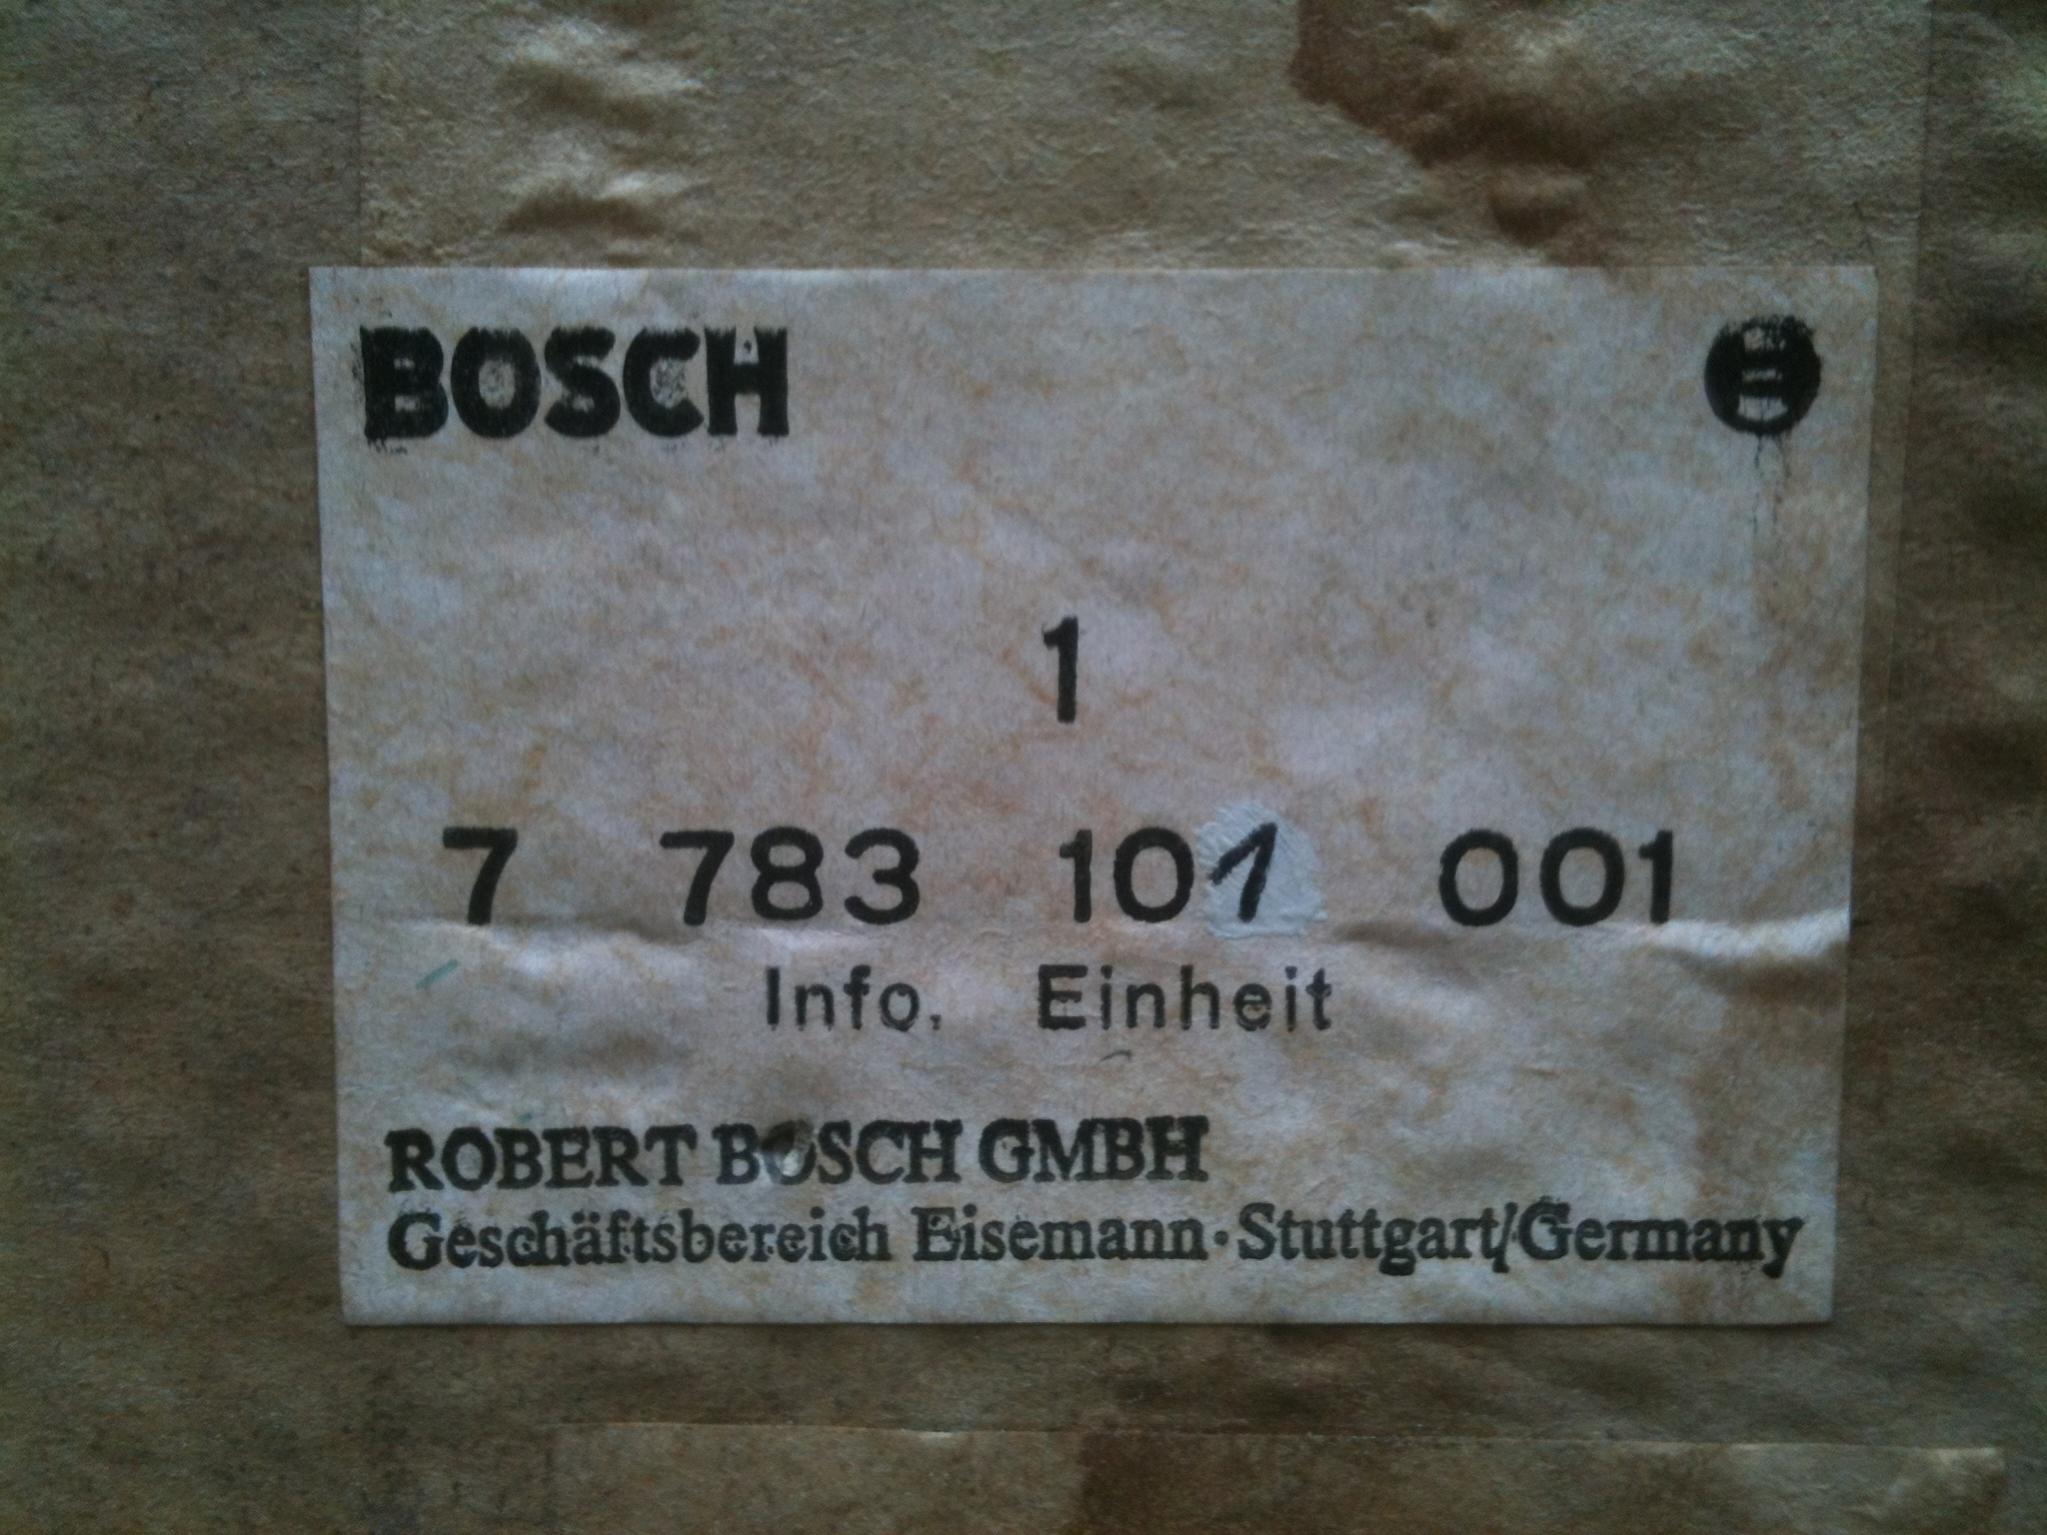 BOSCH
1
7 783 101 001
Info. Einheit
ROBERT BOSCH GMBH
Geschäftsbereich Eisemann·Stuttgart/Germany